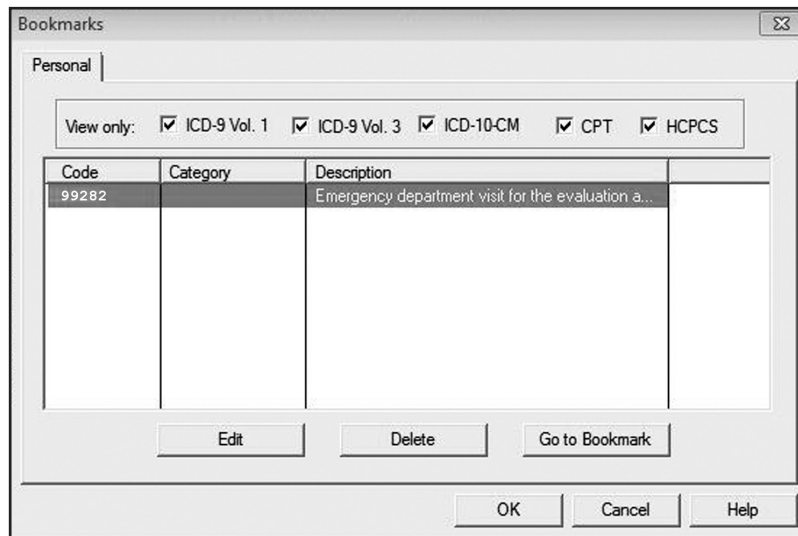 Bookmarks
Personal
View only: ICD-9 Vol. 1 ICD-9 Vol. 3 ICD-10-CM CPT HCPCS
Code Category Description
99282 Emergency department visit for the evaluation a...
Edit Delete Go to Bookmark
OK Cancel Help